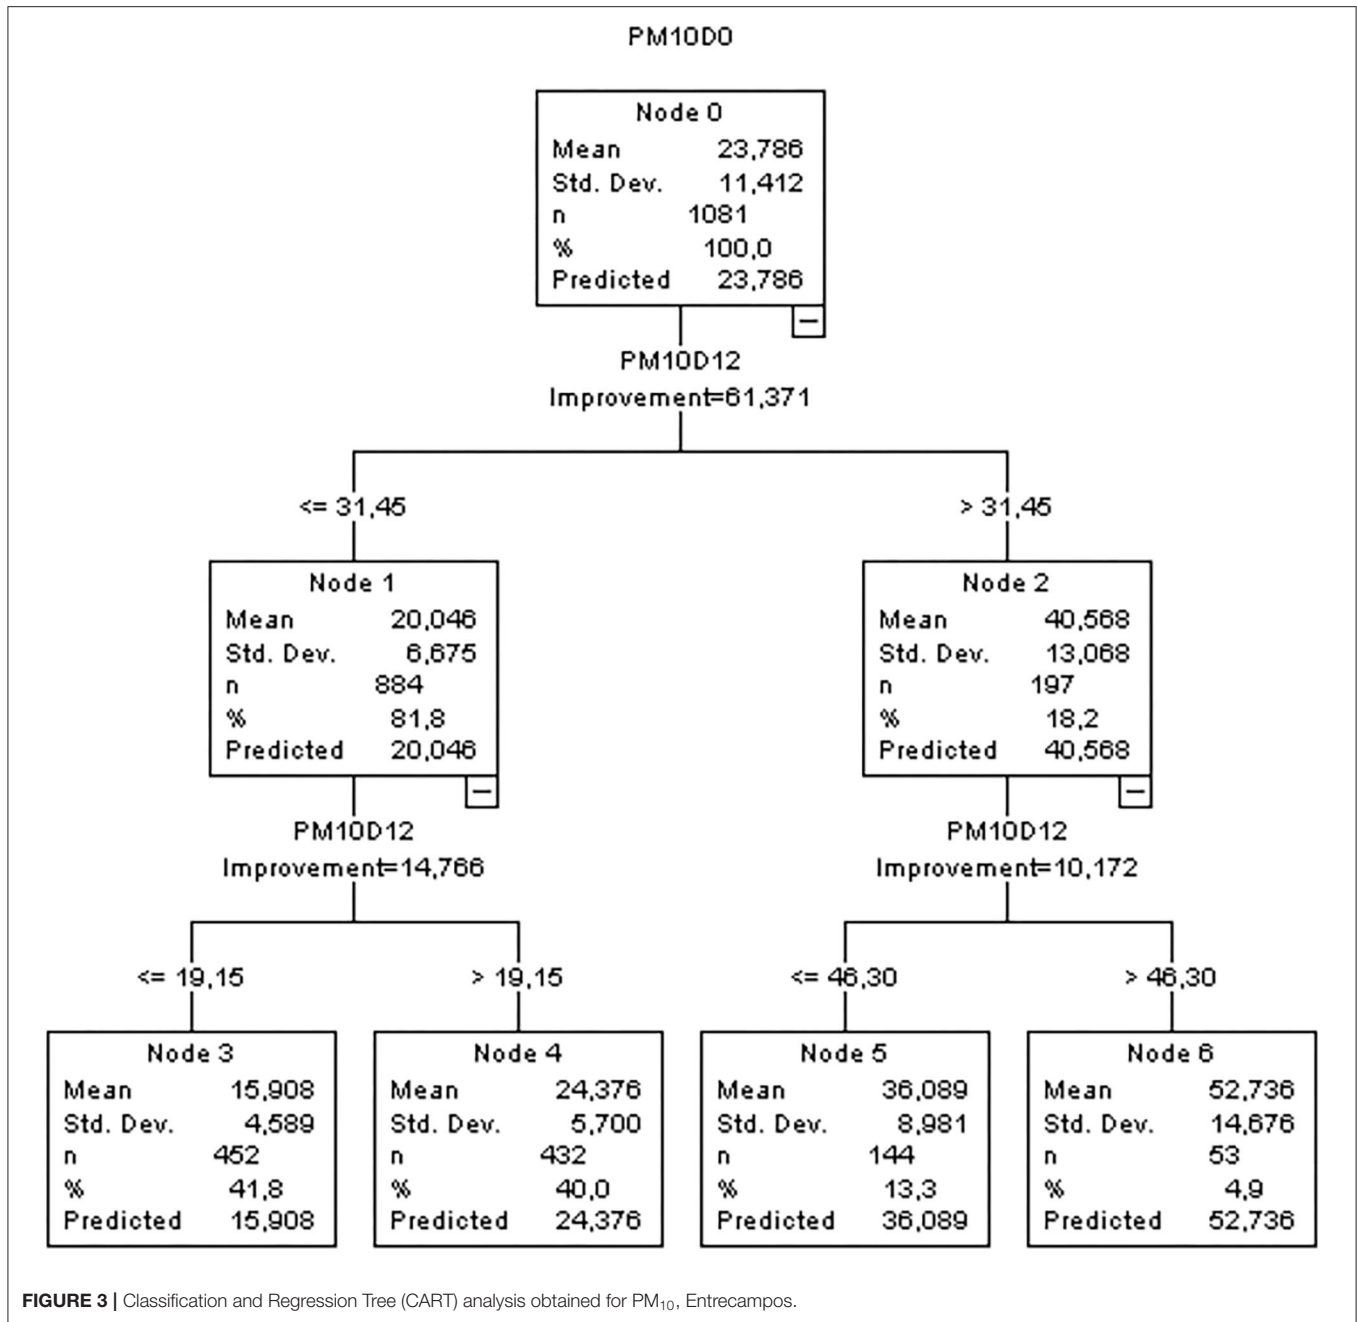 PM10D0
Node 0
Mean 23,786
Std. Dev. 11,412
n 1081
% 100,0
Predicted 23,786
PM10D12
Improvement=61,371
<= 31,45
> 31,45
Node 1
Mean 20,046
Std. Dev. 6,675
n 884
% 81,8
Predicted 20,046
Node 2
Mean 40,568
Std. Dev. 13,068
n 197
% 18,2
Predicted 40,568
PM10D12
Improvement=14,766
PM10D12
Improvement=10,172
<= 19,15
> 19,15
<= 46,30
> 46,30
Node 3
Mean 15,908
Std. Dev. 4,589
n 452
% 41,8
Predicted 15,908
Node 4
Mean 24,376
Std. Dev. 5,700
n 432
% 40,0
Predicted 24,376
Node 5
Mean 36,089
Std. Dev. 8,981
n 144
% 13,3
Predicted 36,089
Node 6
Mean 52,736
Std. Dev. 14,676
n 53
% 4,9
Predicted 52,736
FIGURE 3 | Classification and Regression Tree (CART) analysis obtained for PM₁₀, Entrecampos.